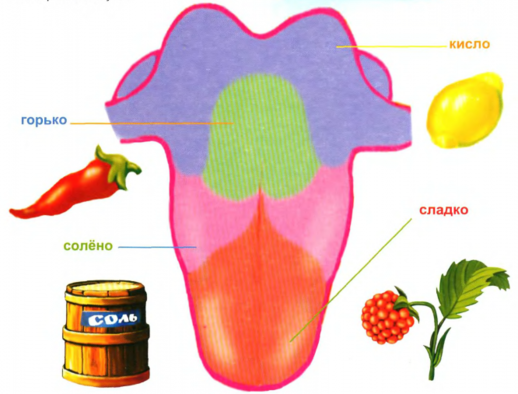 кисло
горько
сладко
солёно
СОЛЬ